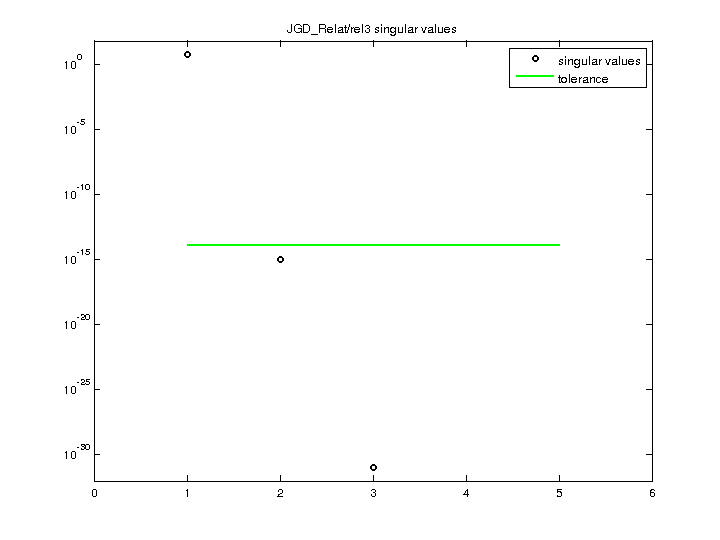 JGD_Relat/rel3 singular values
singular values
tolerance
10^0
10^-5
10^-10
10^-15
10^-20
10^-25
10^-30
0 1 2 3 4 5 6